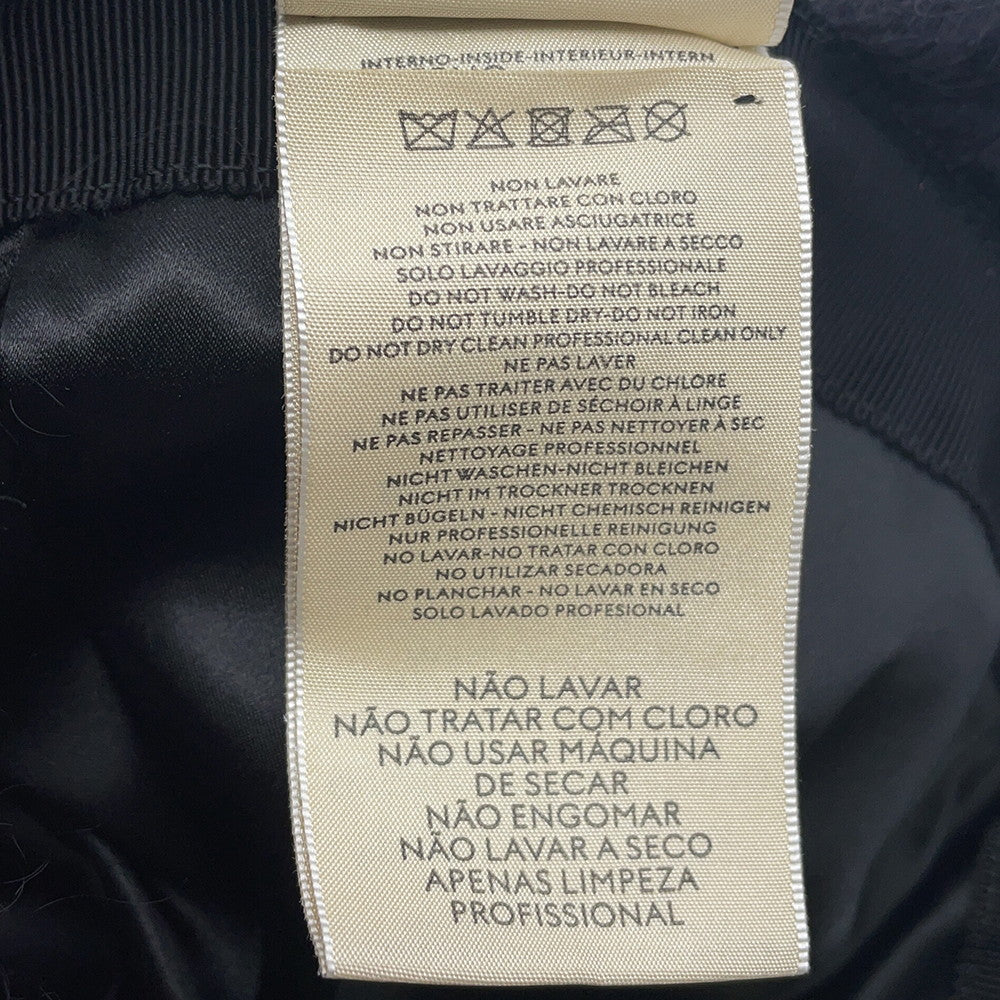 INTERNO-INSIDE-INTERIEUR-INTERN
NON LAVARE
NON TRATTARE CON CLORO
NON USARE ASCIUGATRICE
NON STIRARE - NON LAVARE A SECCO
SOLO LAVAGGIO PROFESSIONALE
DO NOT WASH-DO NOT BLEACH
DO NOT TUMBLE DRY-DO NOT IRON
DO NOT DRY CLEAN PROFESSIONAL CLEAN ONLY
NE PAS LAVER
NE PAS TRAITER AVEC DU CHLORE
NE PAS UTILISER DE SÉCHOIR À LINGE
NE PAS REPASSER - NE PAS NETTOYER À SEC
NETTOYAGE PROFESSIONNEL
NICHT WASCHEN-NICHT BLEICHEN
NICHT IM TROCKNER TROCKNEN
NICHT BÜGELN - NICHT CHEMISCH REINIGEN
NUR PROFESSIONELLE REINIGUNG
NO LAVAR-NO TRATAR CON CLORO
NO UTILIZAR SECADORA
NO PLANCHAR - NO LAVAR EN SECO
SOLO LAVADO PROFESIONAL
NÃO LAVAR
NÃO TRATAR COM CLORO
NÃO USAR MÁQUINA
DE SECAR
NÃO ENGOMAR
NÃO LAVAR A SECO
APENAS LIMPEZA
PROFISSIONAL